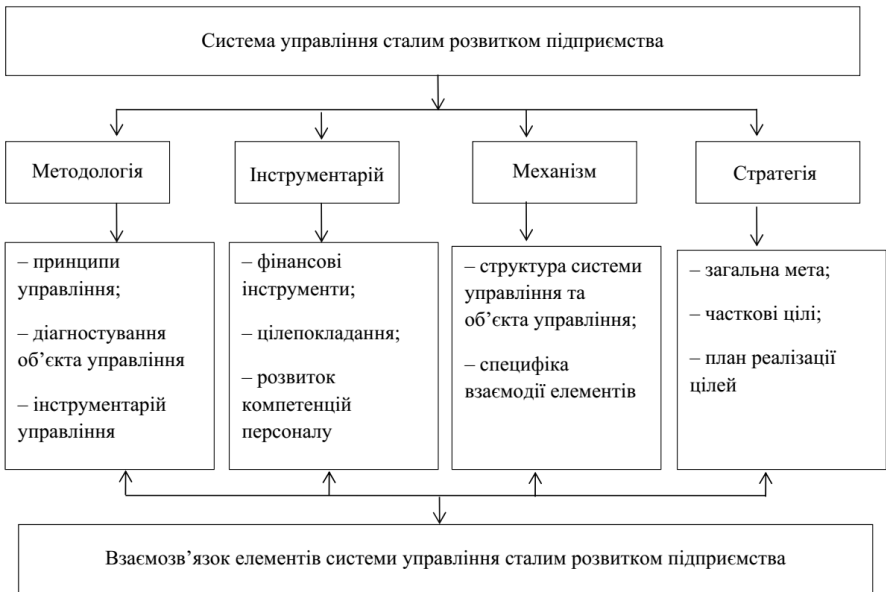 Система управління сталим розвитком підприємства
Методологія
Інструментарій
Механізм
Стратегія
– принципи
управління;
– діагностування
об’єкта управління
– інструментарій
управління
– фінансові
інструменти;
– цілепокладання;
– розвиток
компетенцій
персоналу
– структура системи
управління та
об’єкта управління;
– специфіка
взаємодії елементів
– загальна мета;
– часткові цілі;
– план реалізації
цілей
Взаємозв’язок елементів системи управління сталим розвитком підприємства